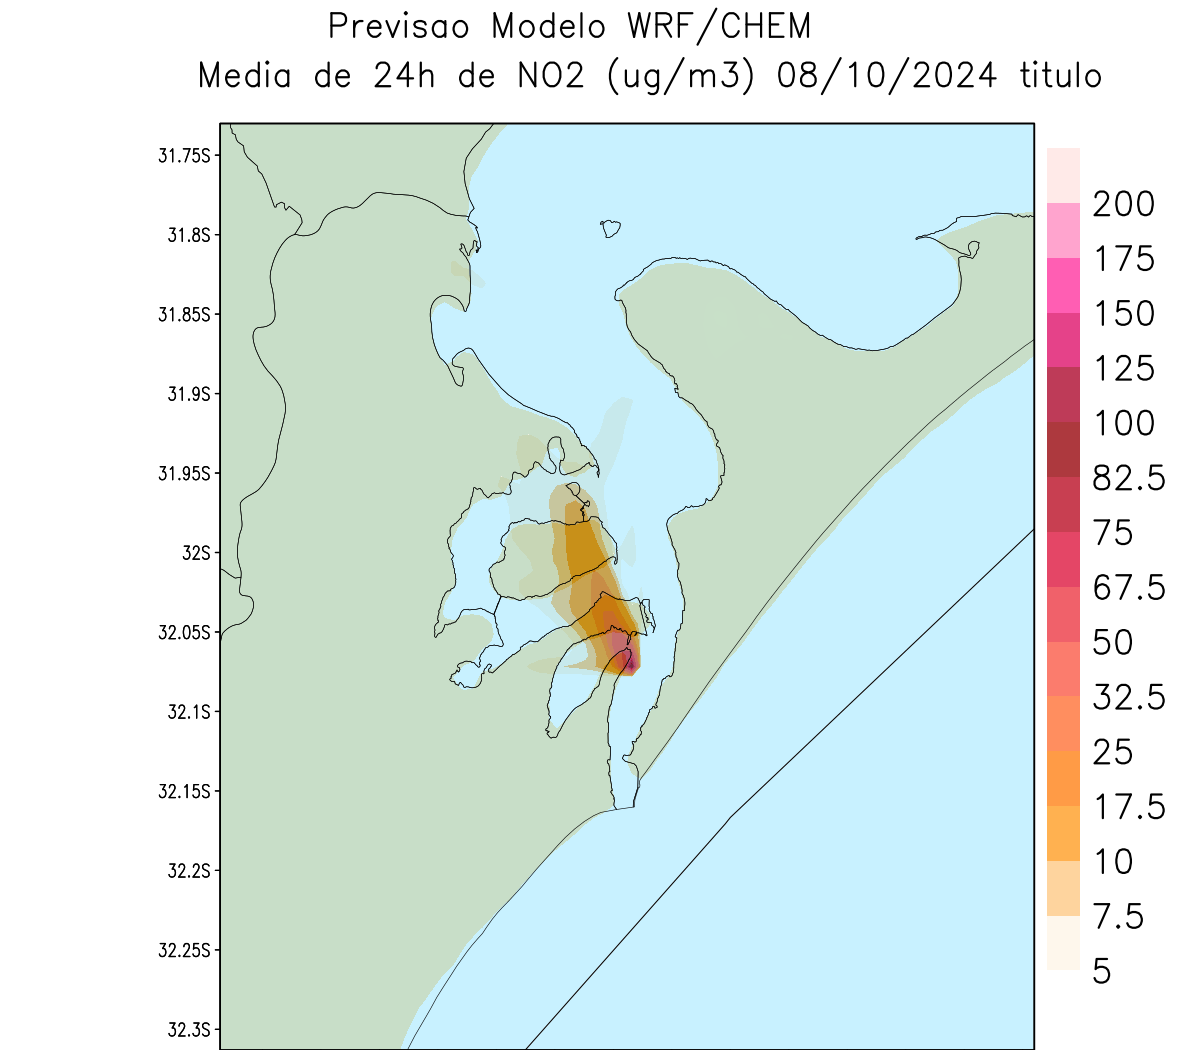 Previsao Modelo WRF/CHEM
Media de 24h de NO2 (ug/m3) 08/10/2024 titulo
31.75S
31.8S
31.85S
31.9S
31.95S
32S
32.05S
32.1S
32.15S
32.2S
32.25S
32.3S
200
175
150
125
100
82.5
75
67.5
50
32.5
25
17.5
10
7.5
5